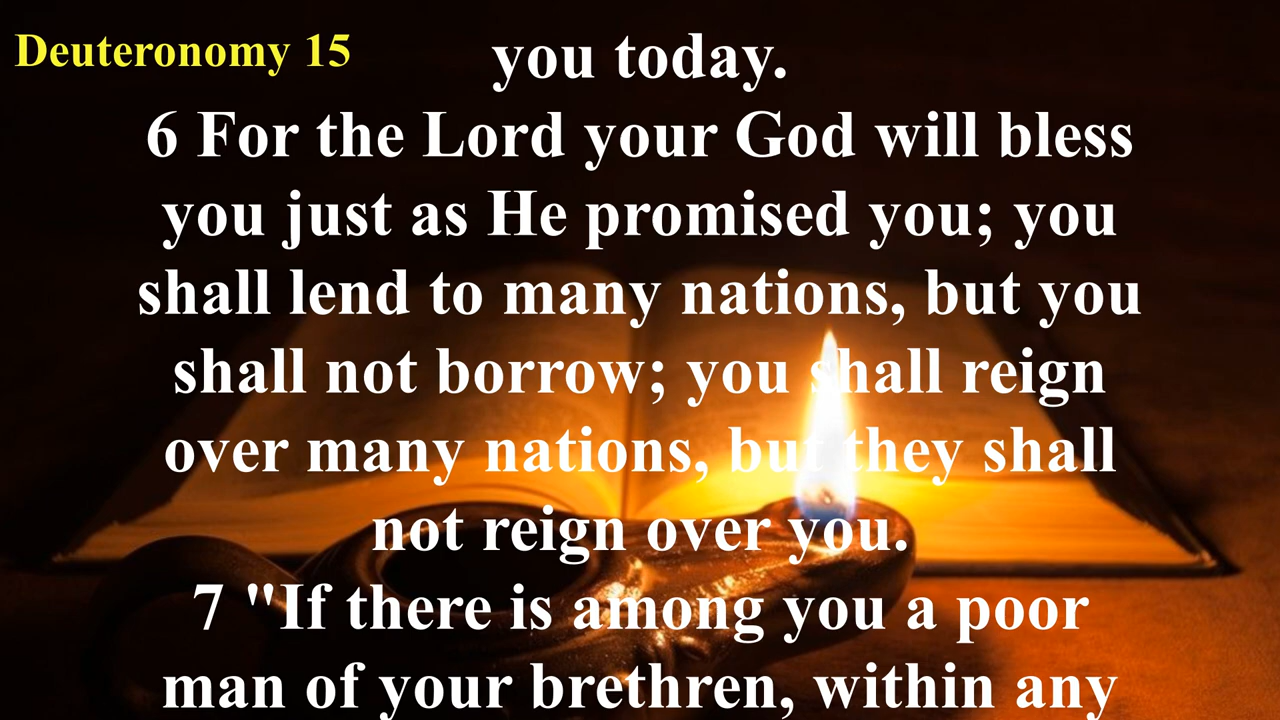 Deuteronomy 15
you today.
6 For the Lord your God will bless
you just as He promised you; you
shall lend to many nations, but you
shall not borrow; you shall reign
over many nations, but they shall
not reign over you.
7 "If there is among you a poor
man of your brethren, within any